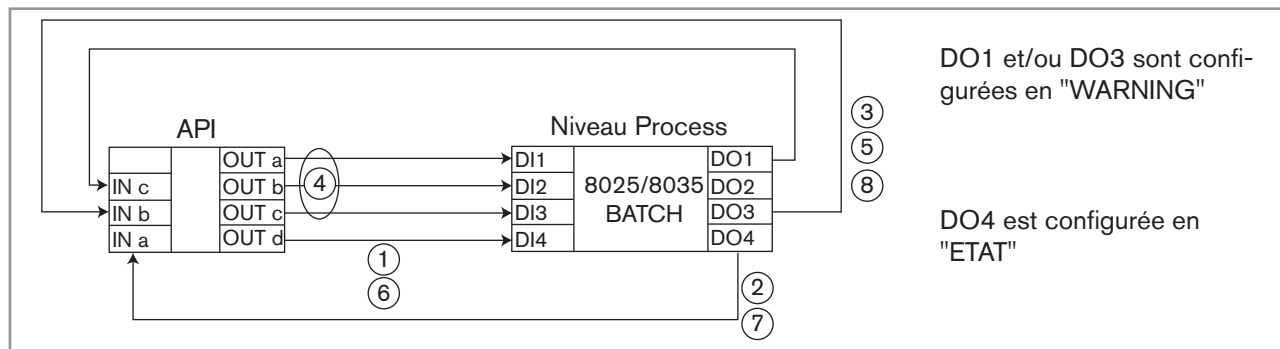 DO1 et/ou DO3 sont confi-
gurées en "WARNING"
API
Niveau Process
3
5
8
OUT a
DI1
DO1
IN c
OUT b
4
DI2
8025/8035
DO2
IN b
OUT c
DI3
BATCH
DO3
IN a
OUT d
DI4
DO4
DO4 est configurée en
"ETAT"
1
6
2
7